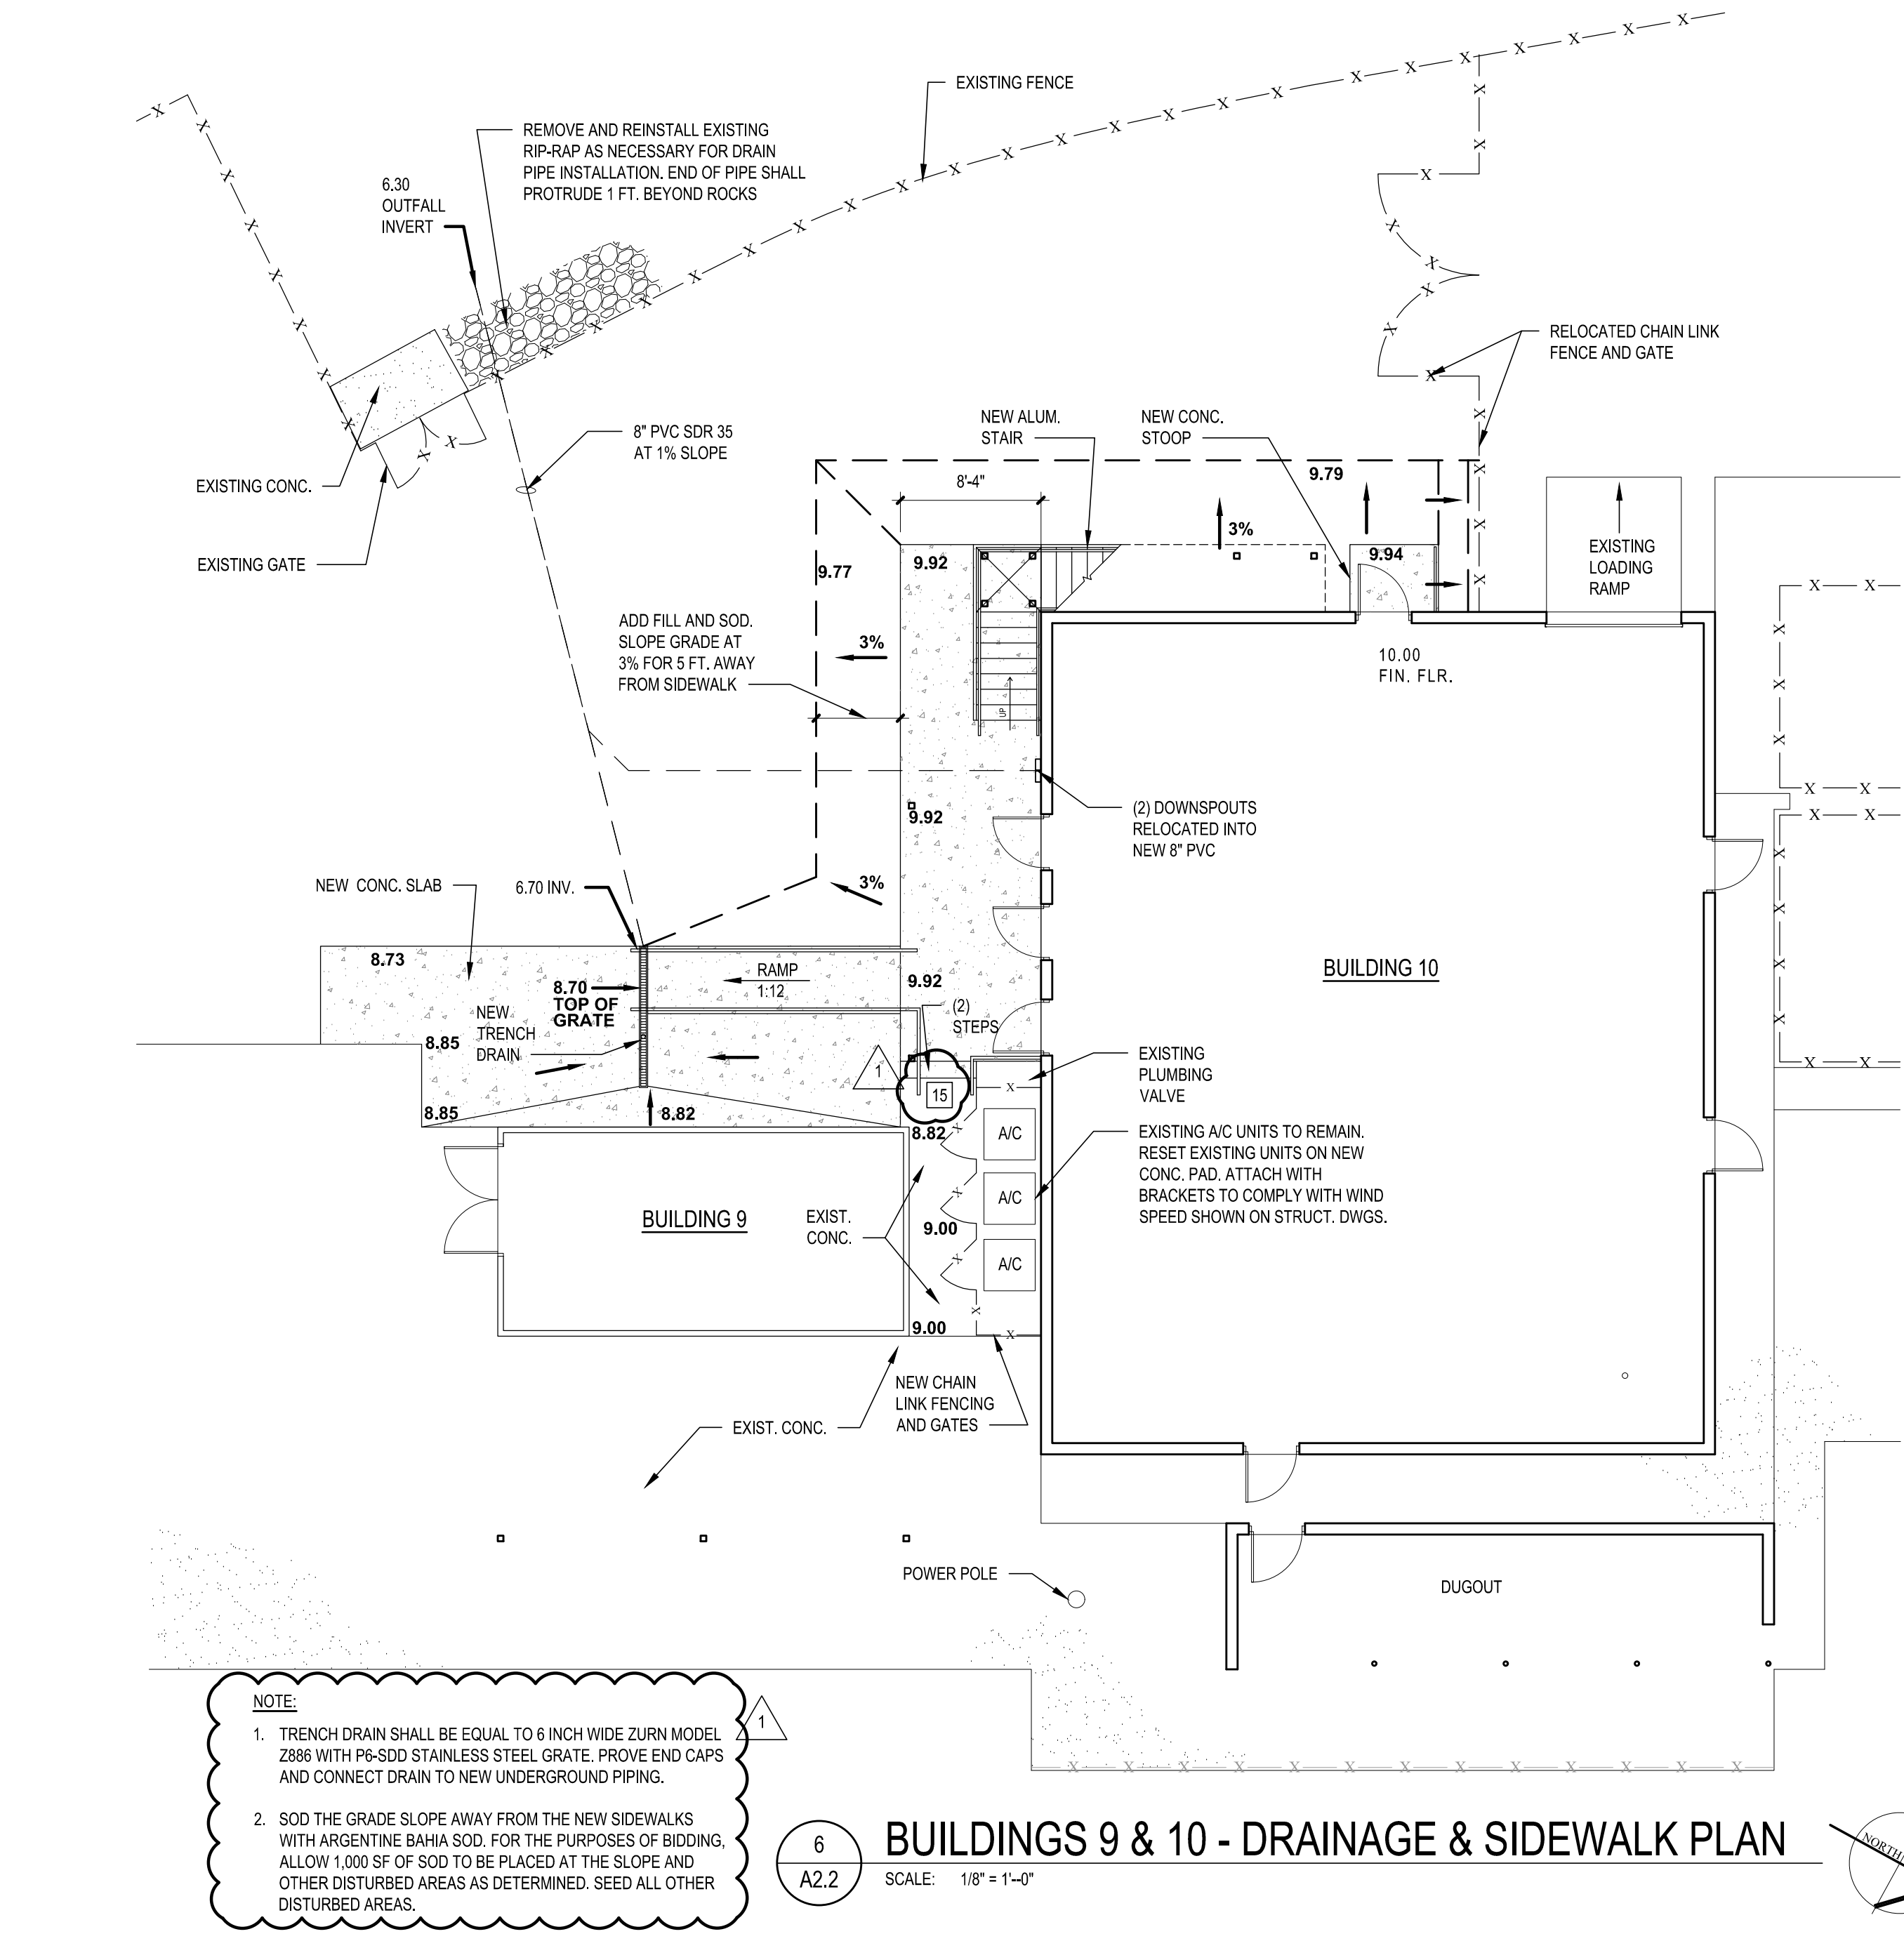 EXISTING FENCE
REMOVE AND REINSTALL EXISTING
RIP-RAP AS NECESSARY FOR DRAIN
PIPE INSTALLATION. END OF PIPE SHALL
PROTRUDE 1 FT. BEYOND ROCKS
6.30
OUTFALL
INVERT
RELOCATED CHAIN LINK
FENCE AND GATE
8" PVC SDR 35
AT 1% SLOPE
NEW ALUM.
STAIR
NEW CONC.
STOOP
EXISTING CONC.
8'-4"
9.79
EXISTING GATE
3%
9.92
9.94
EXISTING
LOADING
RAMP
9.77
ADD FILL AND SOD.
SLOPE GRADE AT
3% FOR 5 FT. AWAY
FROM SIDEWALK
3%
10.00
FIN. FLR.
UP
9.92
(2) DOWNSPOUTS
RELOCATED INTO
NEW 8" PVC
NEW CONC. SLAB
6.70 INV.
3%
8.73
RAMP
1:12
9.92
BUILDING 10
8.70
TOP OF
GRATE
NEW
TRENCH
DRAIN
(2)
STEPS
8.85
1
15
EXISTING
PLUMBING
VALVE
8.85
8.82
8.82
A/C
A/C
A/C
EXISTING A/C UNITS TO REMAIN.
RESET EXISTING UNITS ON NEW
CONC. PAD. ATTACH WITH
BRACKETS TO COMPLY WITH WIND
SPEED SHOWN ON STRUCT. DWGS.
BUILDING 9
EXIST.
CONC.
9.00
9.00
NEW CHAIN
LINK FENCING
AND GATES
EXIST. CONC.
POWER POLE
DUGOUT
NOTE:
1. TRENCH DRAIN SHALL BE EQUAL TO 6 INCH WIDE ZURN MODEL
Z886 WITH P6-SDD STAINLESS STEEL GRATE. PROVE END CAPS
AND CONNECT DRAIN TO NEW UNDERGROUND PIPING.
2. SOD THE GRADE SLOPE AWAY FROM THE NEW SIDEWALKS
WITH ARGENTINE BAHIA SOD. FOR THE PURPOSES OF BIDDING,
ALLOW 1,000 SF OF SOD TO BE PLACED AT THE SLOPE AND
OTHER DISTURBED AREAS AS DETERMINED. SEED ALL OTHER
DISTURBED AREAS.
1
6
A2.2
BUILDINGS 9 & 10 - DRAINAGE & SIDEWALK PLAN
SCALE: 1/8" = 1'--0"
NORTH